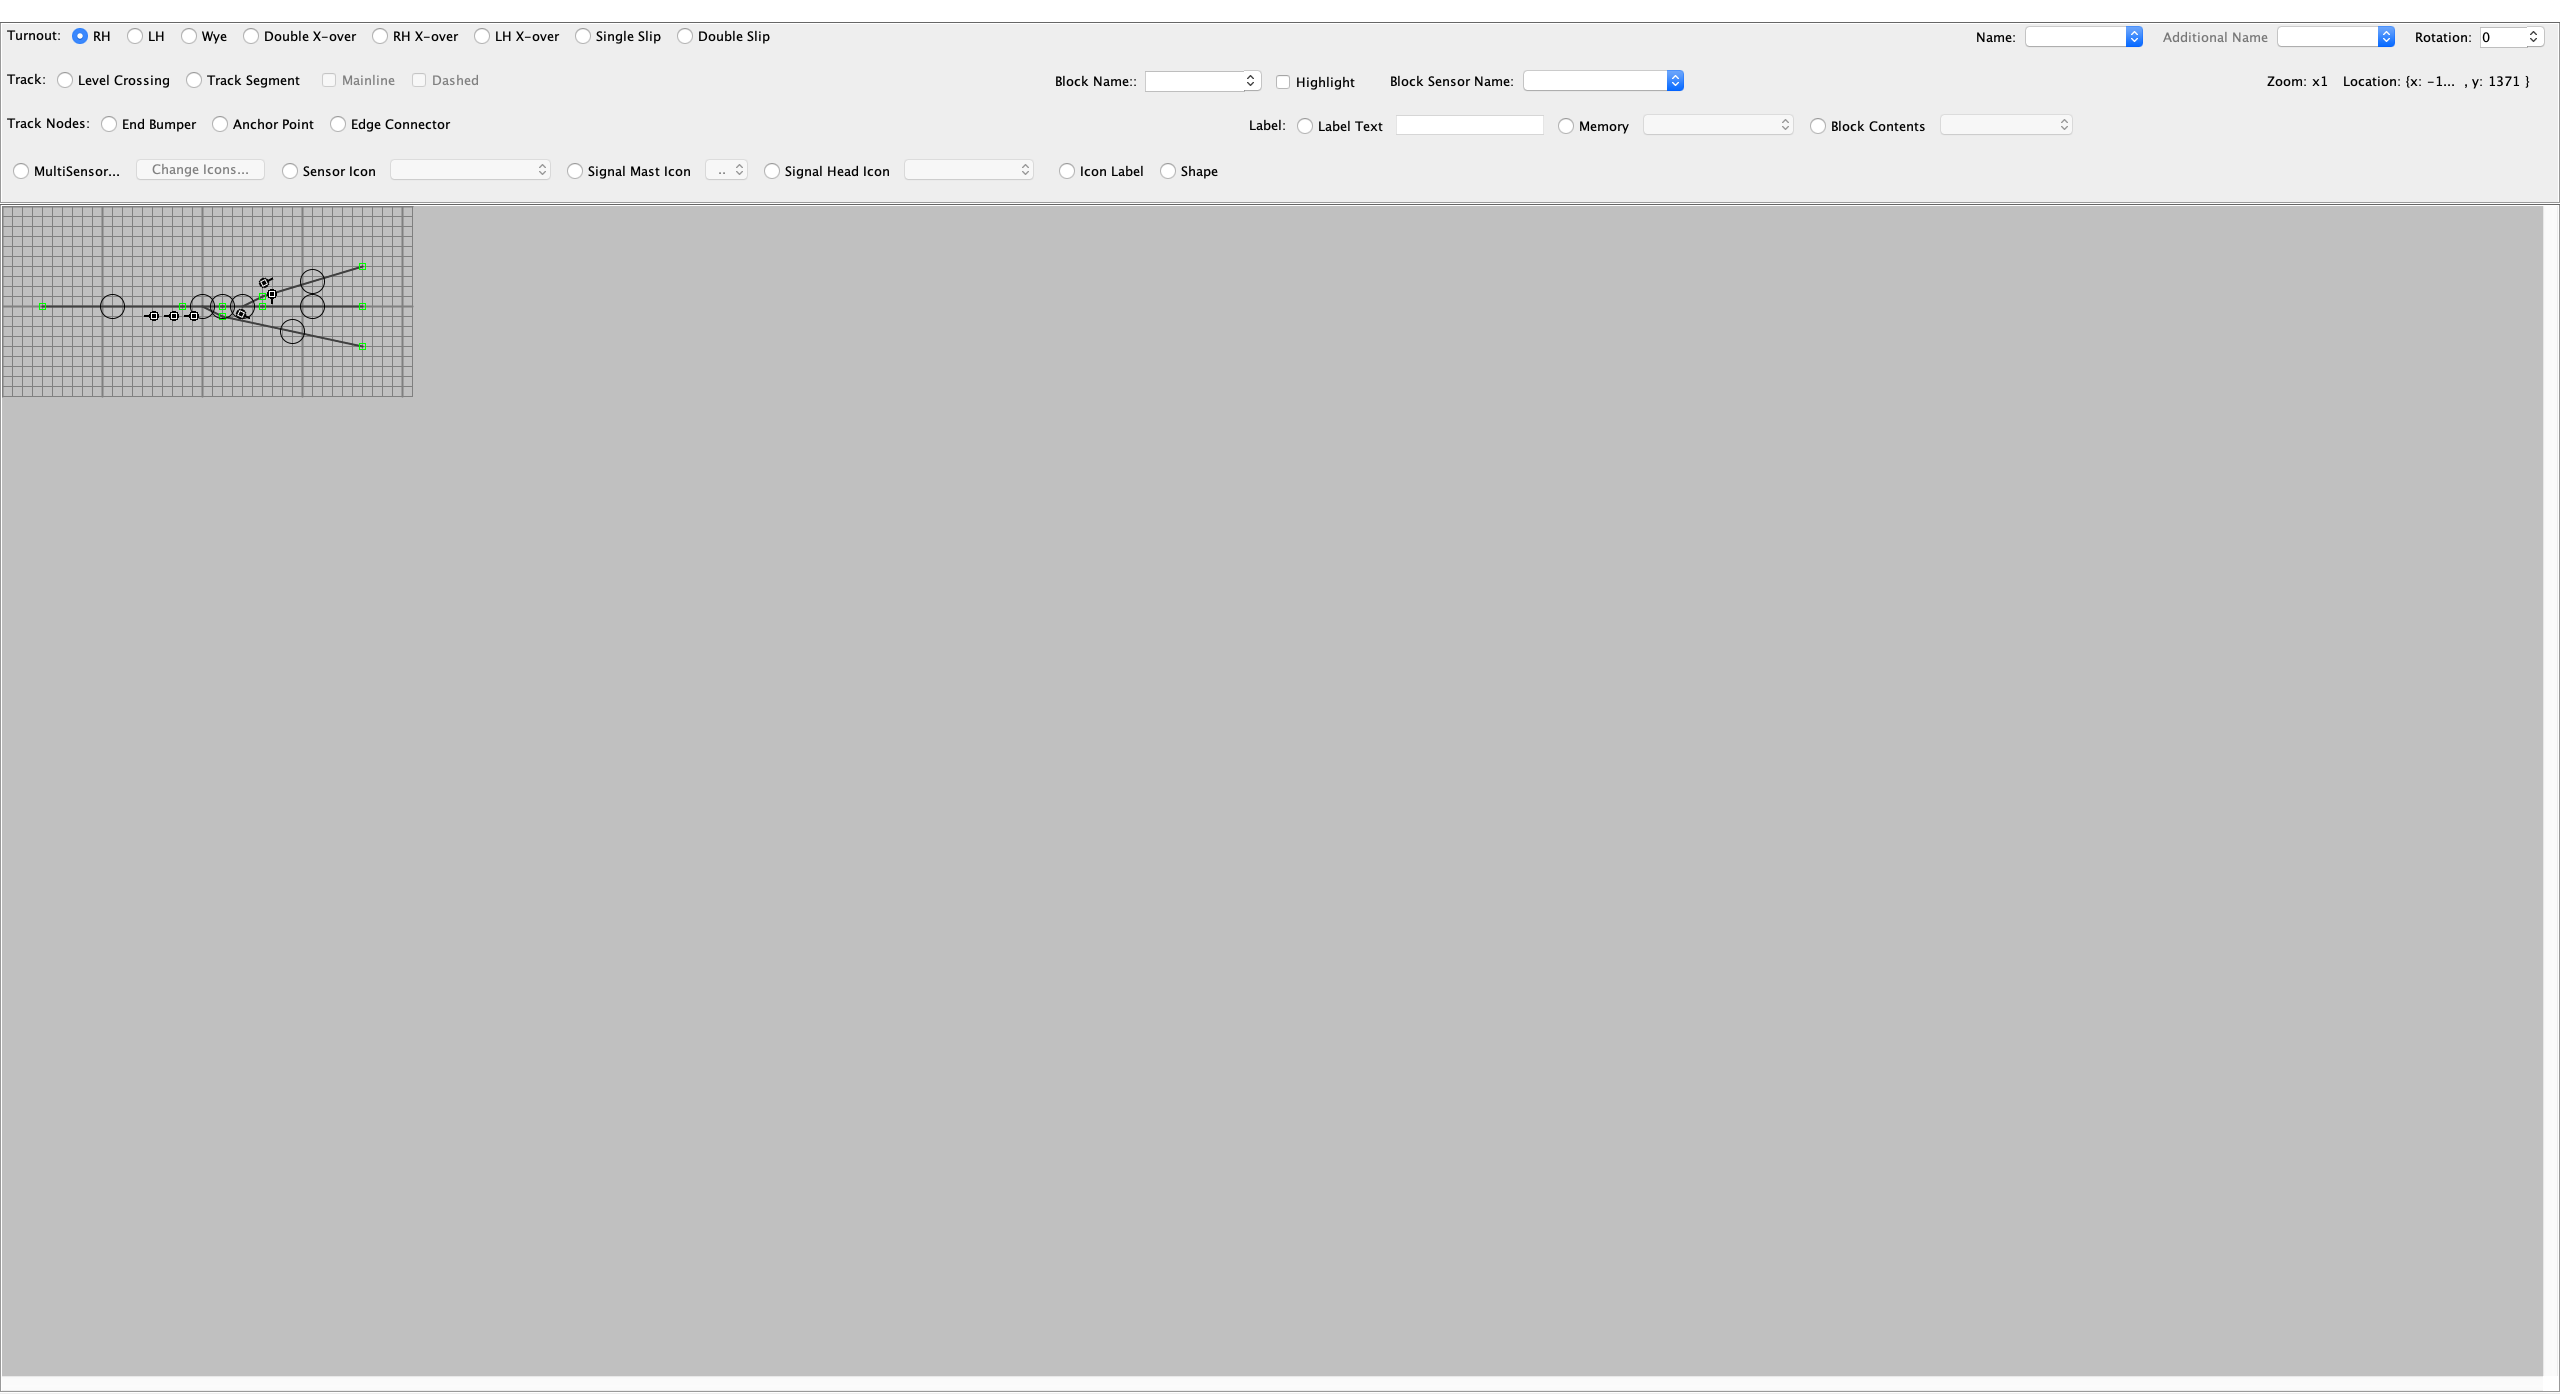 Turnout: RH LH Wye Double X-over RH X-over LH X-over Single Slip Double Slip Name: Additional Name Rotation: 0
Track: Level Crossing Track Segment Mainline Dashed Block Name:: Highlight Block Sensor Name: Zoom: x1 Location: {x: -1... , y: 1371 }
Track Nodes: End Bumper Anchor Point Edge Connector Label: Label Text Memory Block Contents
MultiSensor... Change Icons... Sensor Icon Signal Mast Icon .. Signal Head Icon Icon Label Shape